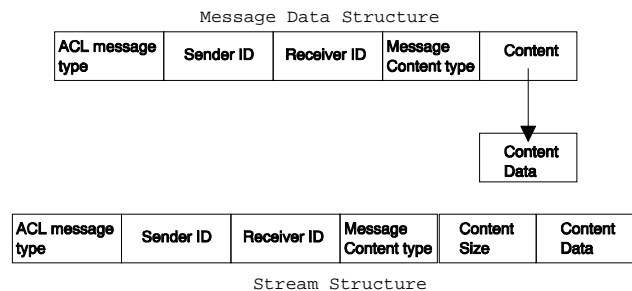 Message Data Structure
ACL message
type
Sender ID
Receiver ID
Message
Content type
Content
Content
Data
ACL message
type
Sender ID
Receiver ID
Message
Content type
Content
Size
Content
Data
Stream Structure